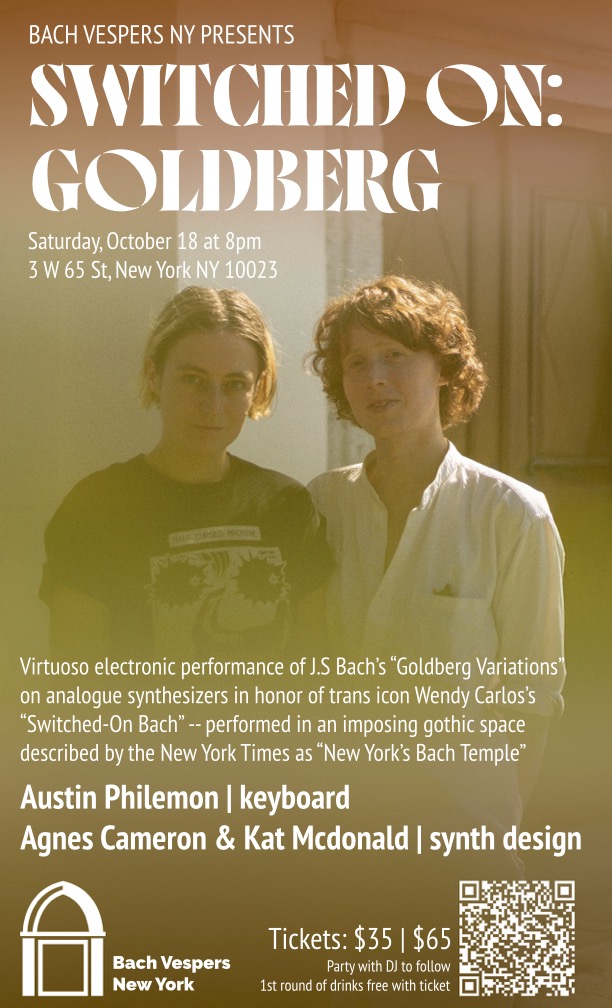 BACH VESPERS NY PRESENTS
SWITCHED ON:
GOLDBERG
Saturday, October 18 at 8pm
3 W 65 St, New York NY 10023
Virtuoso electronic performance of J.S Bach's “Goldberg Variations”
on analogue synthesizers in honor of trans icon Wendy Carlos's
“Switched-On Bach” -- performed in an imposing gothic space
described by the New York Times as “New York's Bach Temple”
Austin Philemon | keyboard
Agnes Cameron & Kat Mcdonald | synth design
Bach Vespers
New York
Tickets: $35 | $65
Party with DJ to follow
1st round of drinks free with ticket